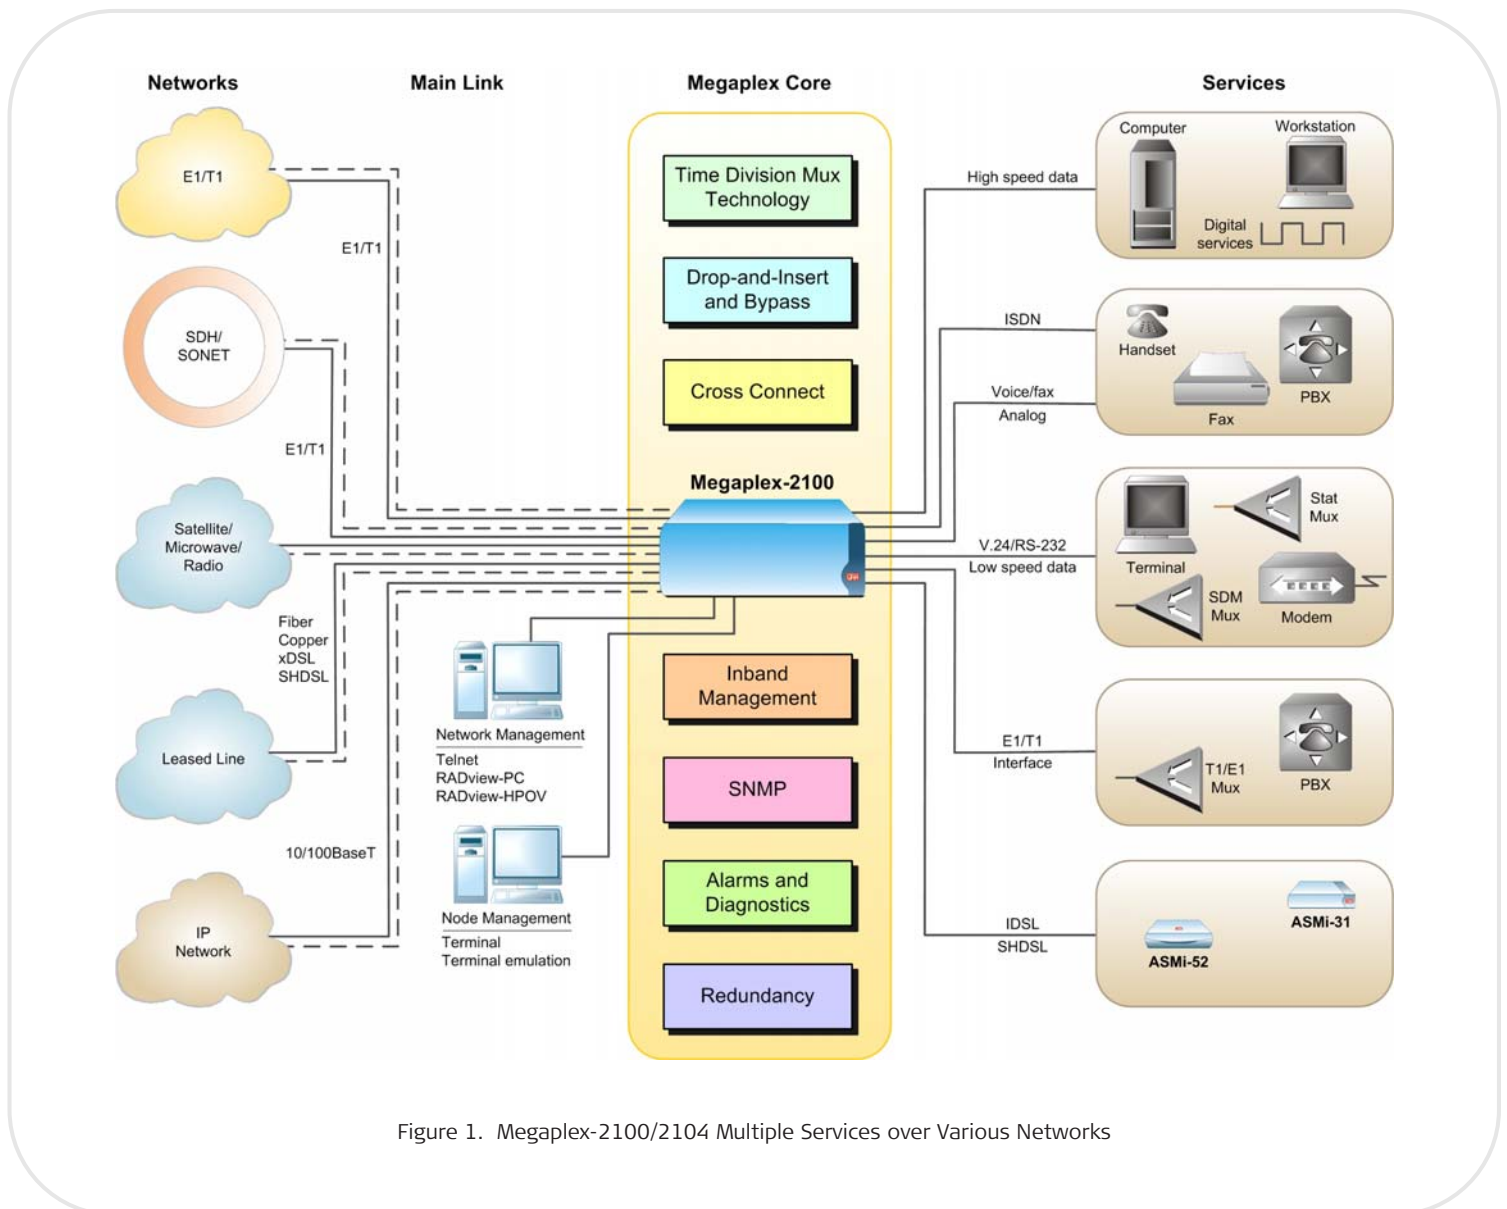 Networks
Main Link
Megaplex Core
Services
E1/T1
E1/T1
SDH/
SONET
E1/T1
Satellite/
Microwave/
Radio
Fiber
Copper
xDSL
SHDSL
Leased Line
10/100BaseT
IP
Network
Network Management
Telnet
RADview-PC
RADview-HPOV
Node Management
Terminal
Terminal emulation
Time Division Mux
Technology
Drop-and-Insert
and Bypass
Cross Connect
Megaplex-2100
Inband
Management
SNMP
Alarms and
Diagnostics
Redundancy
High speed data
Computer
Workstation
Digital
services
ISDN
Voice/fax
Analog
Handset
Fax
PBX
V.24/RS-232
Low speed data
Terminal
Stat
Mux
SDM
Mux
Modem
E1/T1
Interface
T1/E1
Mux
PBX
IDSL
SHDSL
ASMi-31
ASMi-52
Figure 1. Megaplex-2100/2104 Multiple Services over Various Networks